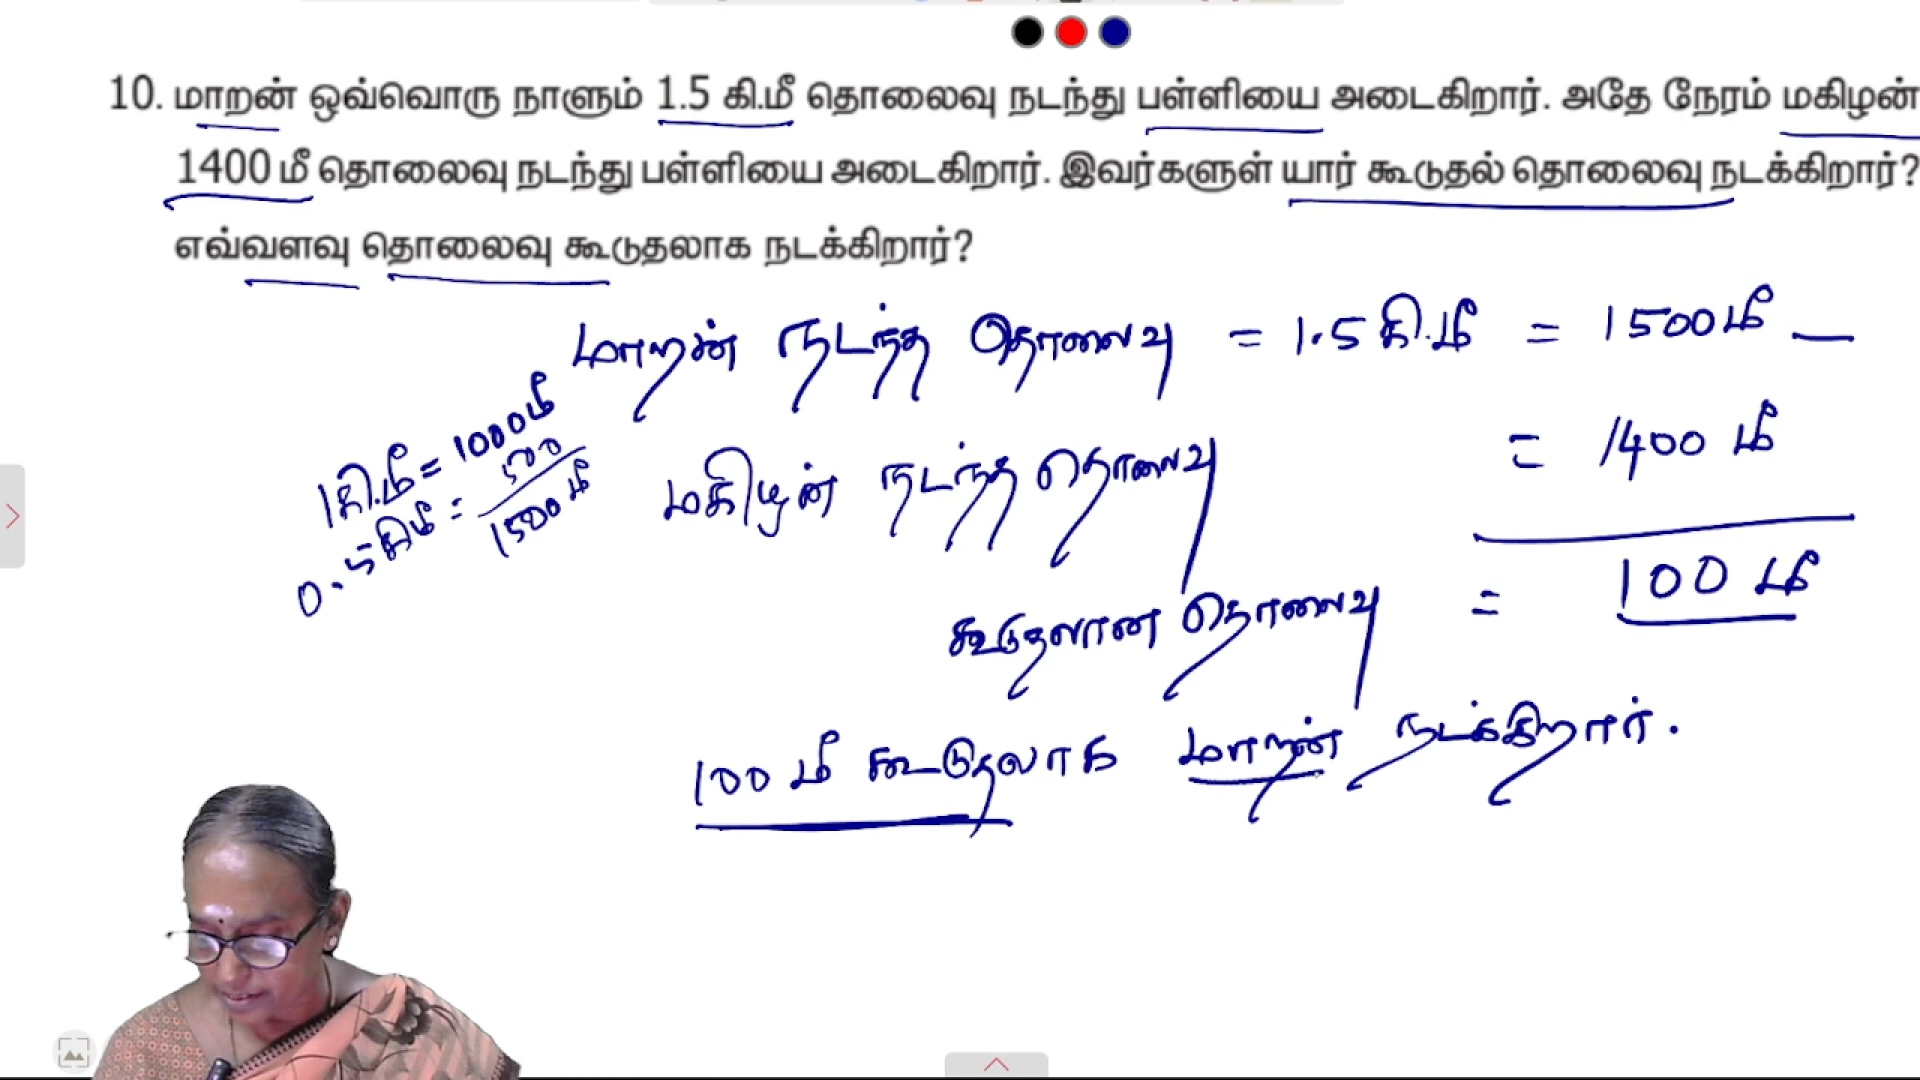 10. மாறன் ஒவ்வொரு நாளும் 1.5 கி.மீ தொலைவு நடந்து பள்ளியை அடைகிறார். அதே நேரம் மகிழன்
1400 மீ தொலைவு நடந்து பள்ளியை அடைகிறார். இவர்களுள் யார் கூடுதல் தொலைவு நடக்கிறார்?
எவ்வளவு தொலைவு கூடுதலாக நடக்கிறார்?
மாறன் நடந்த தொலைவு = 1.5 கி.மீ = 1500 மீ —
1 கி.மீ = 1000 மீ
0.5 கிமீ = 500
1500 மீ
மகிழன் நடந்த தொலைவு = 1400 மீ
கூடுதலான தொலைவு = 100 மீ
100 மீ கூடுதலாக மாறன் நடக்கிறார்.